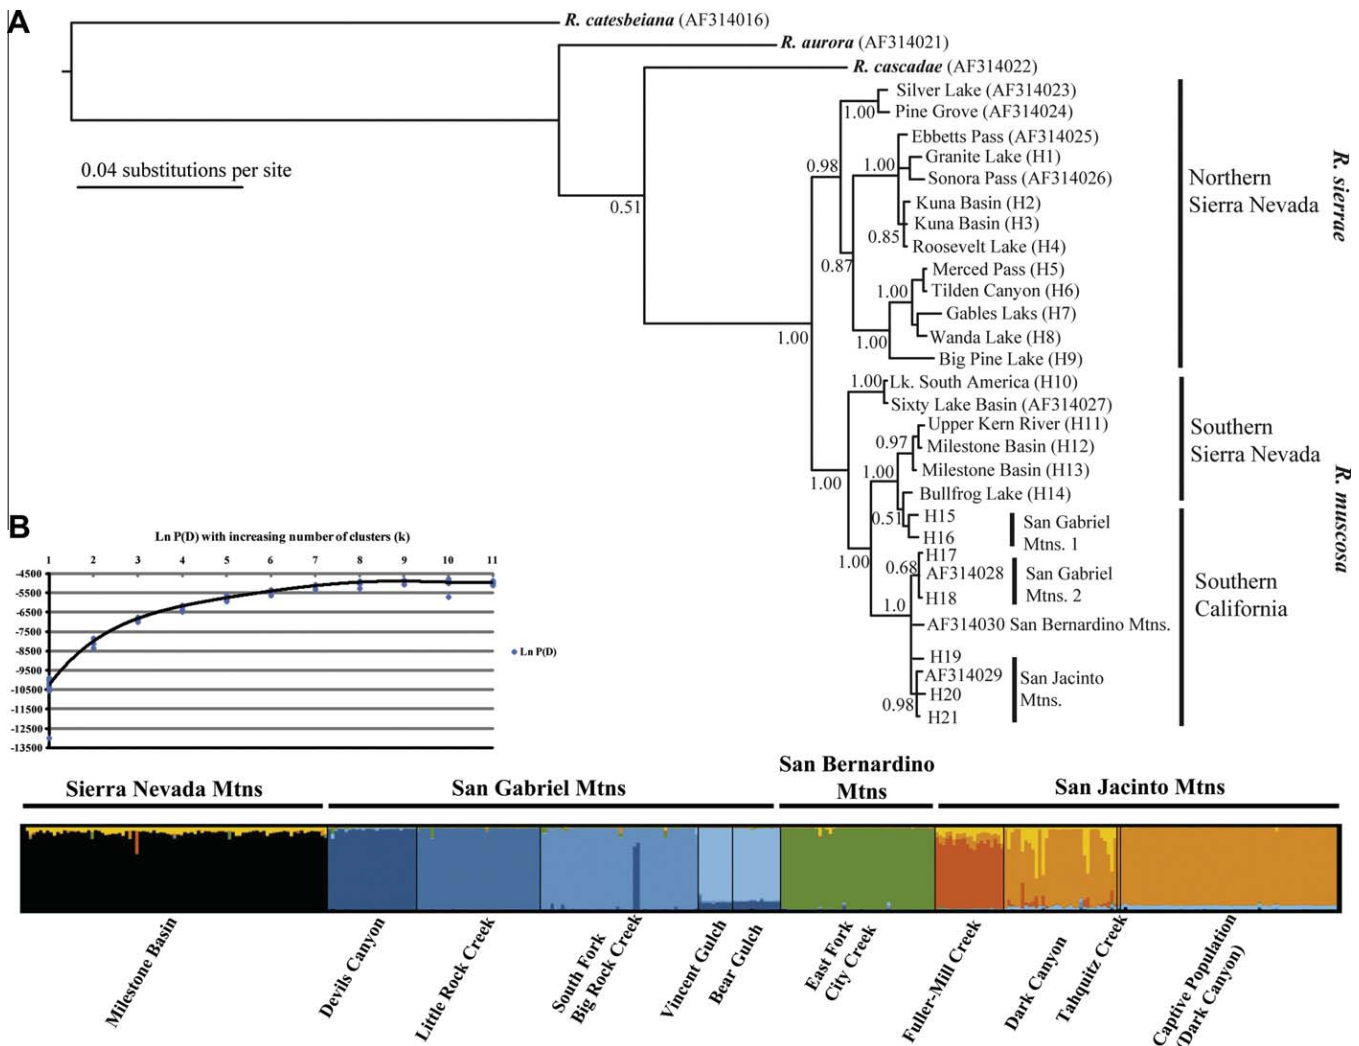 A
R. catesbeiana (AF314016)
R. aurora (AF314021)
R. cascadae (AF314022)
Silver Lake (AF314023)
1.00
Pine Grove (AF314024)
Ebbetts Pass (AF314025)
Granite Lake (H1)
1.00
Sonora Pass (AF314026)
0.98
Kuna Basin (H2)
Kuna Basin (H3)
0.85
Roosevelt Lake (H4)
0.87
Merced Pass (H5)
1.00
Tilden Canyon (H6)
Gables Laks (H7)
Wanda Lake (H8)
1.00
Big Pine Lake (H9)
Northern
Sierra Nevada
R. sierrae
0.04 substitutions per site
0.51
1.00
1.00
Lk. South America (H10)
Sixty Lake Basin (AF314027)
Upper Kern River (H11)
0.97
Milestone Basin (H12)
1.00
Milestone Basin (H13)
1.00
Bullfrog Lake (H14)
0.51
Southern
Sierra Nevada
R. muscosa
H15
H16
San Gabriel
Mtns. 1
1.00
H17
0.68
AF314028
H18
San Gabriel
Mtns. 2
1.0
AF314030 San Bernardino Mtns.
H19
AF314029
H20
0.98
H21
San Jacinto
Mtns.
Southern
California
B
Ln P(D) with increasing number of clusters (k)
1 2 3 4 5 6 7 8 9 10 11
-4500
-5500
-6500
-7500
-8500
-9500
-10500
-11500
-12500
-13500
Ln P(D)
Sierra Nevada Mtns
San Gabriel Mtns
San Bernardino
Mtns
San Jacinto Mtns
Milestone Basin
Devils Canyon
Little Rock Creek
South Fork
Big Rock Creek
Vincent Gulch
Bear Gulch
East Fork
City Creek
Fuller-Mill Creek
Dark Canyon
Tahquitz Creek
Captive Population
(Dark Canyon)